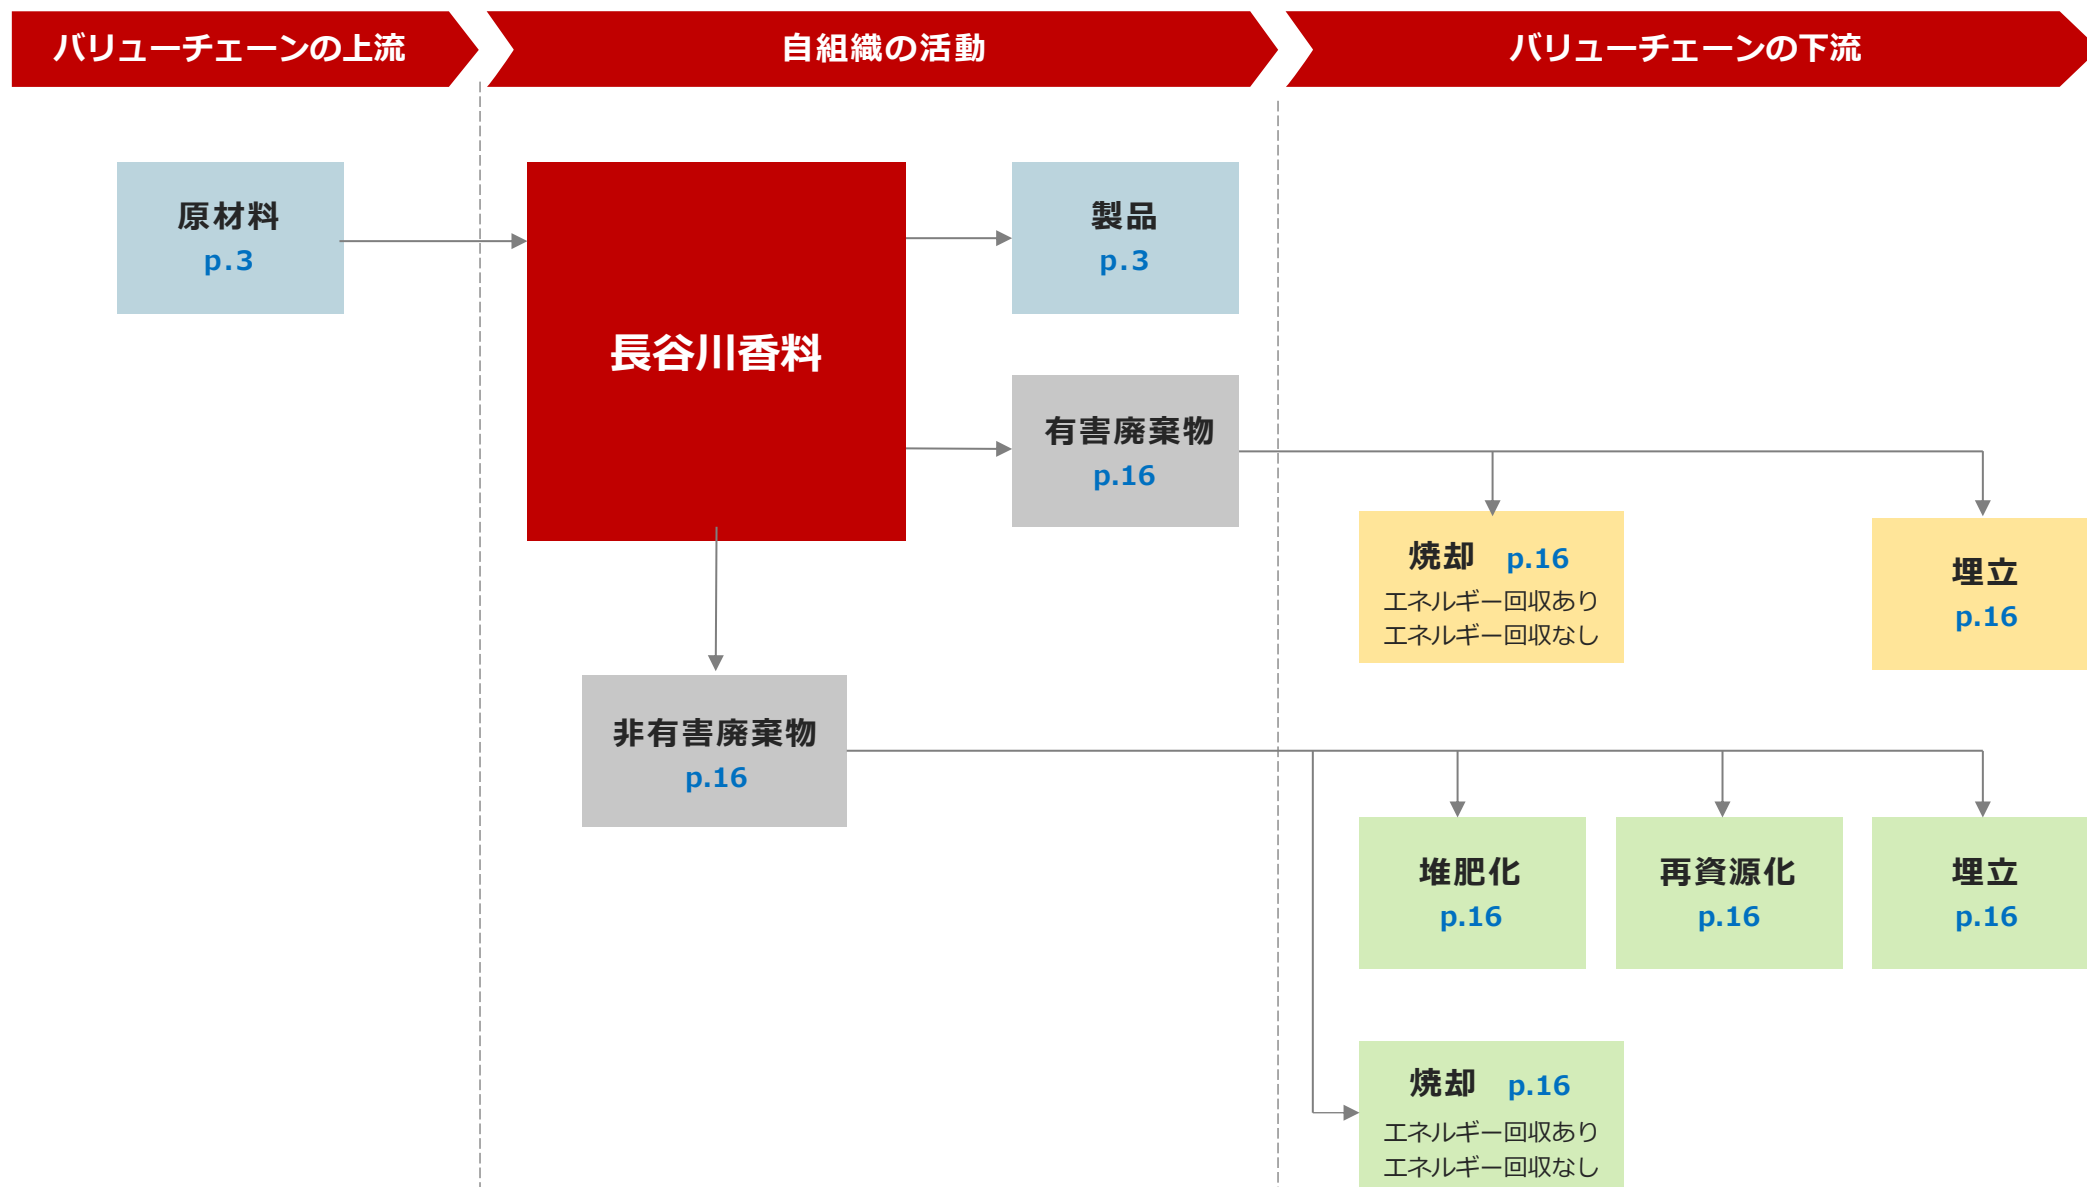 バリューチェーンの上流
自組織の活動
バリューチェーンの下流
原材料
p.3
長谷川香料
製品
p.3
有害廃棄物
p.16
焼却 p.16
エネルギー回収あり
エネルギー回収なし
埋立
p.16
非有害廃棄物
p.16
堆肥化
p.16
再資源化
p.16
埋立
p.16
焼却 p.16
エネルギー回収あり
エネルギー回収なし